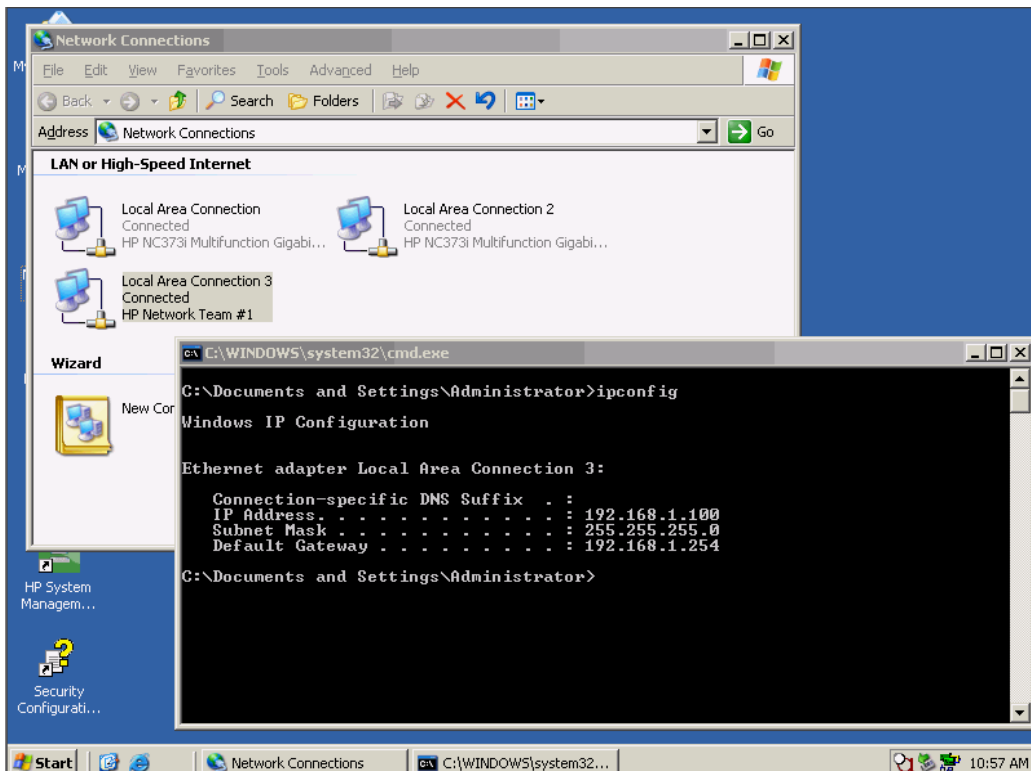 Network Connections
File Edit View Favorites Tools Advanced Help
Back Search Folders
Address Network Connections Go
LAN or High-Speed Internet
Local Area Connection
Connected
HP NC373i Multifunction Gigabi...
Local Area Connection 2
Connected
HP NC373i Multifunction Gigabi...
Local Area Connection 3
Connected
HP Network Team #1
Wizard
New Con
C:\WINDOWS\system32\cmd.exe
C:\Documents and Settings\Administrator>ipconfig
Windows IP Configuration
Ethernet adapter Local Area Connection 3:
Connection-specific DNS Suffix . :
IP Address. . . . . . . . . . . . : 192.168.1.100
Subnet Mask . . . . . . . . . . . : 255.255.255.0
Default Gateway . . . . . . . . . : 192.168.1.254
C:\Documents and Settings\Administrator>
HP System
Managem...
Security
Configurati...
Start
Network Connections
C:\WINDOWS\system32...
10:57 AM